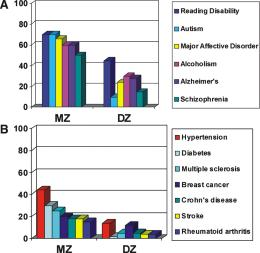 A
100
80
60
40
20
0
MZ DZ
Reading Disability
Autism
Major Affective Disorder
Alcoholism
Alzheimer's
Schizophrenia
B
100
80
60
40
20
0
MZ DZ
Hypertension
Diabetes
Multiple sclerosis
Breast cancer
Crohn's disease
Stroke
Rheumatoid arthritis